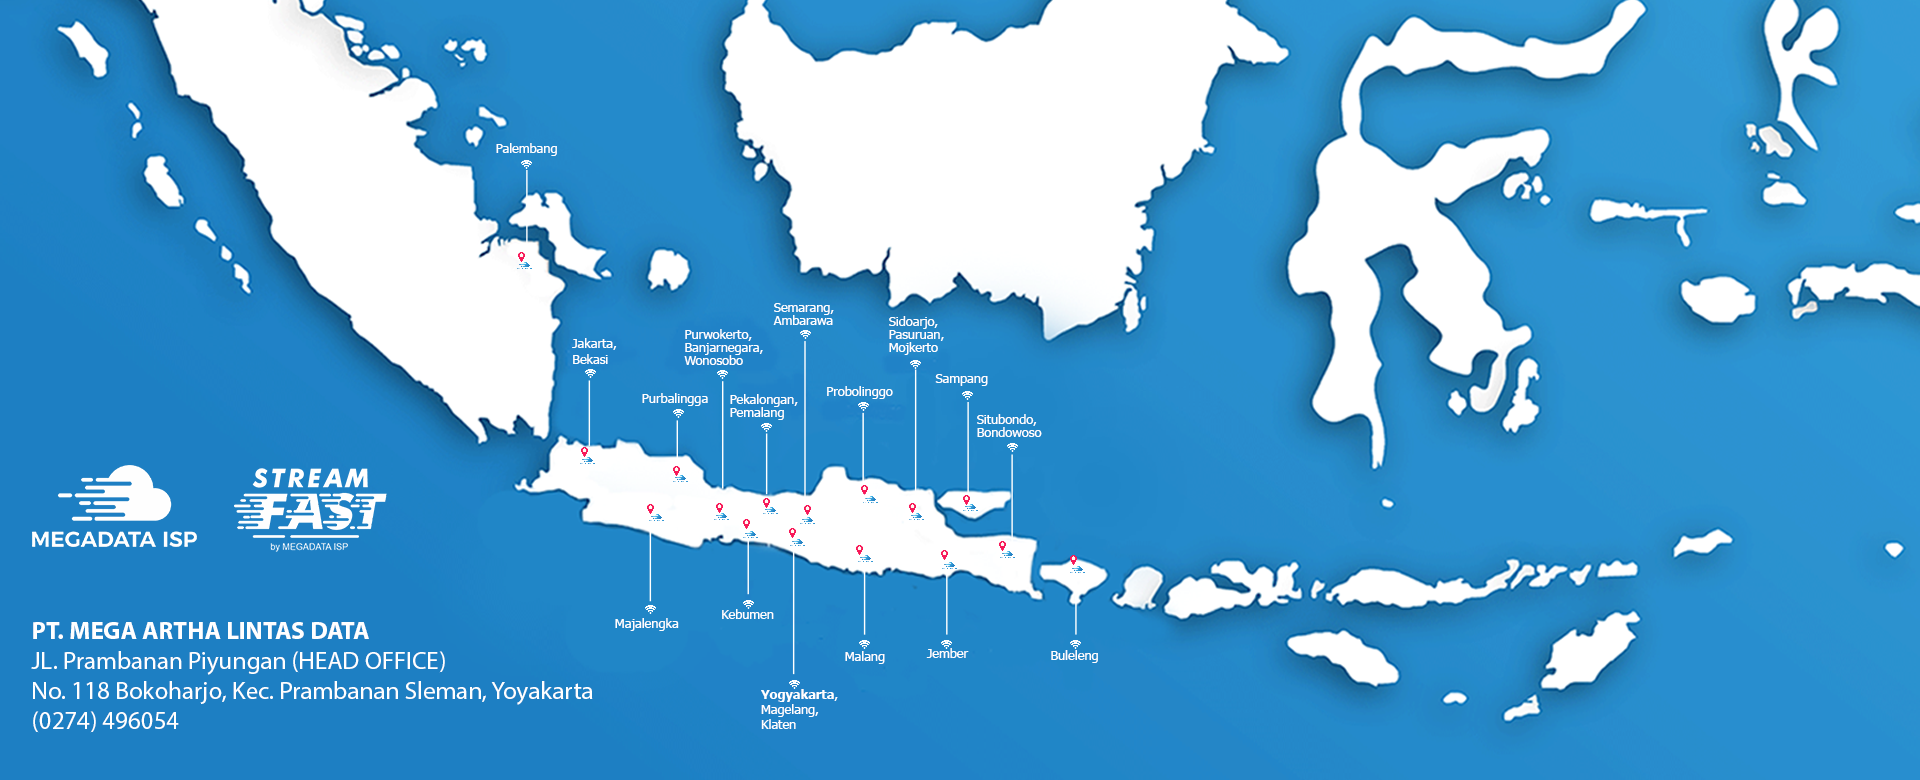 Palembang
Semarang,
Ambarawa
Sidoarjo,
Pasuruan,
Mojkerto
Purwokerto,
Banjarnegara,
Wonosobo
Jakarta,
Bekasi
Sampang
Purbalingga
Pekalongan,
Pemalang
Probolinggo
Situbondo,
Bondowoso
STREAM
FAST
by MEGADATA ISP
MEGADATA ISP
Majalengka
Kebumen
Malang
Jember
Buleleng
Yogyakarta,
Magelang,
Klaten
PT. MEGA ARTHA LINTAS DATA
JL. Prambanan Piyungan (HEAD OFFICE)
No. 118 Bokoharjo, Kec. Prambanan Sleman, Yoyakarta
(0274) 496054